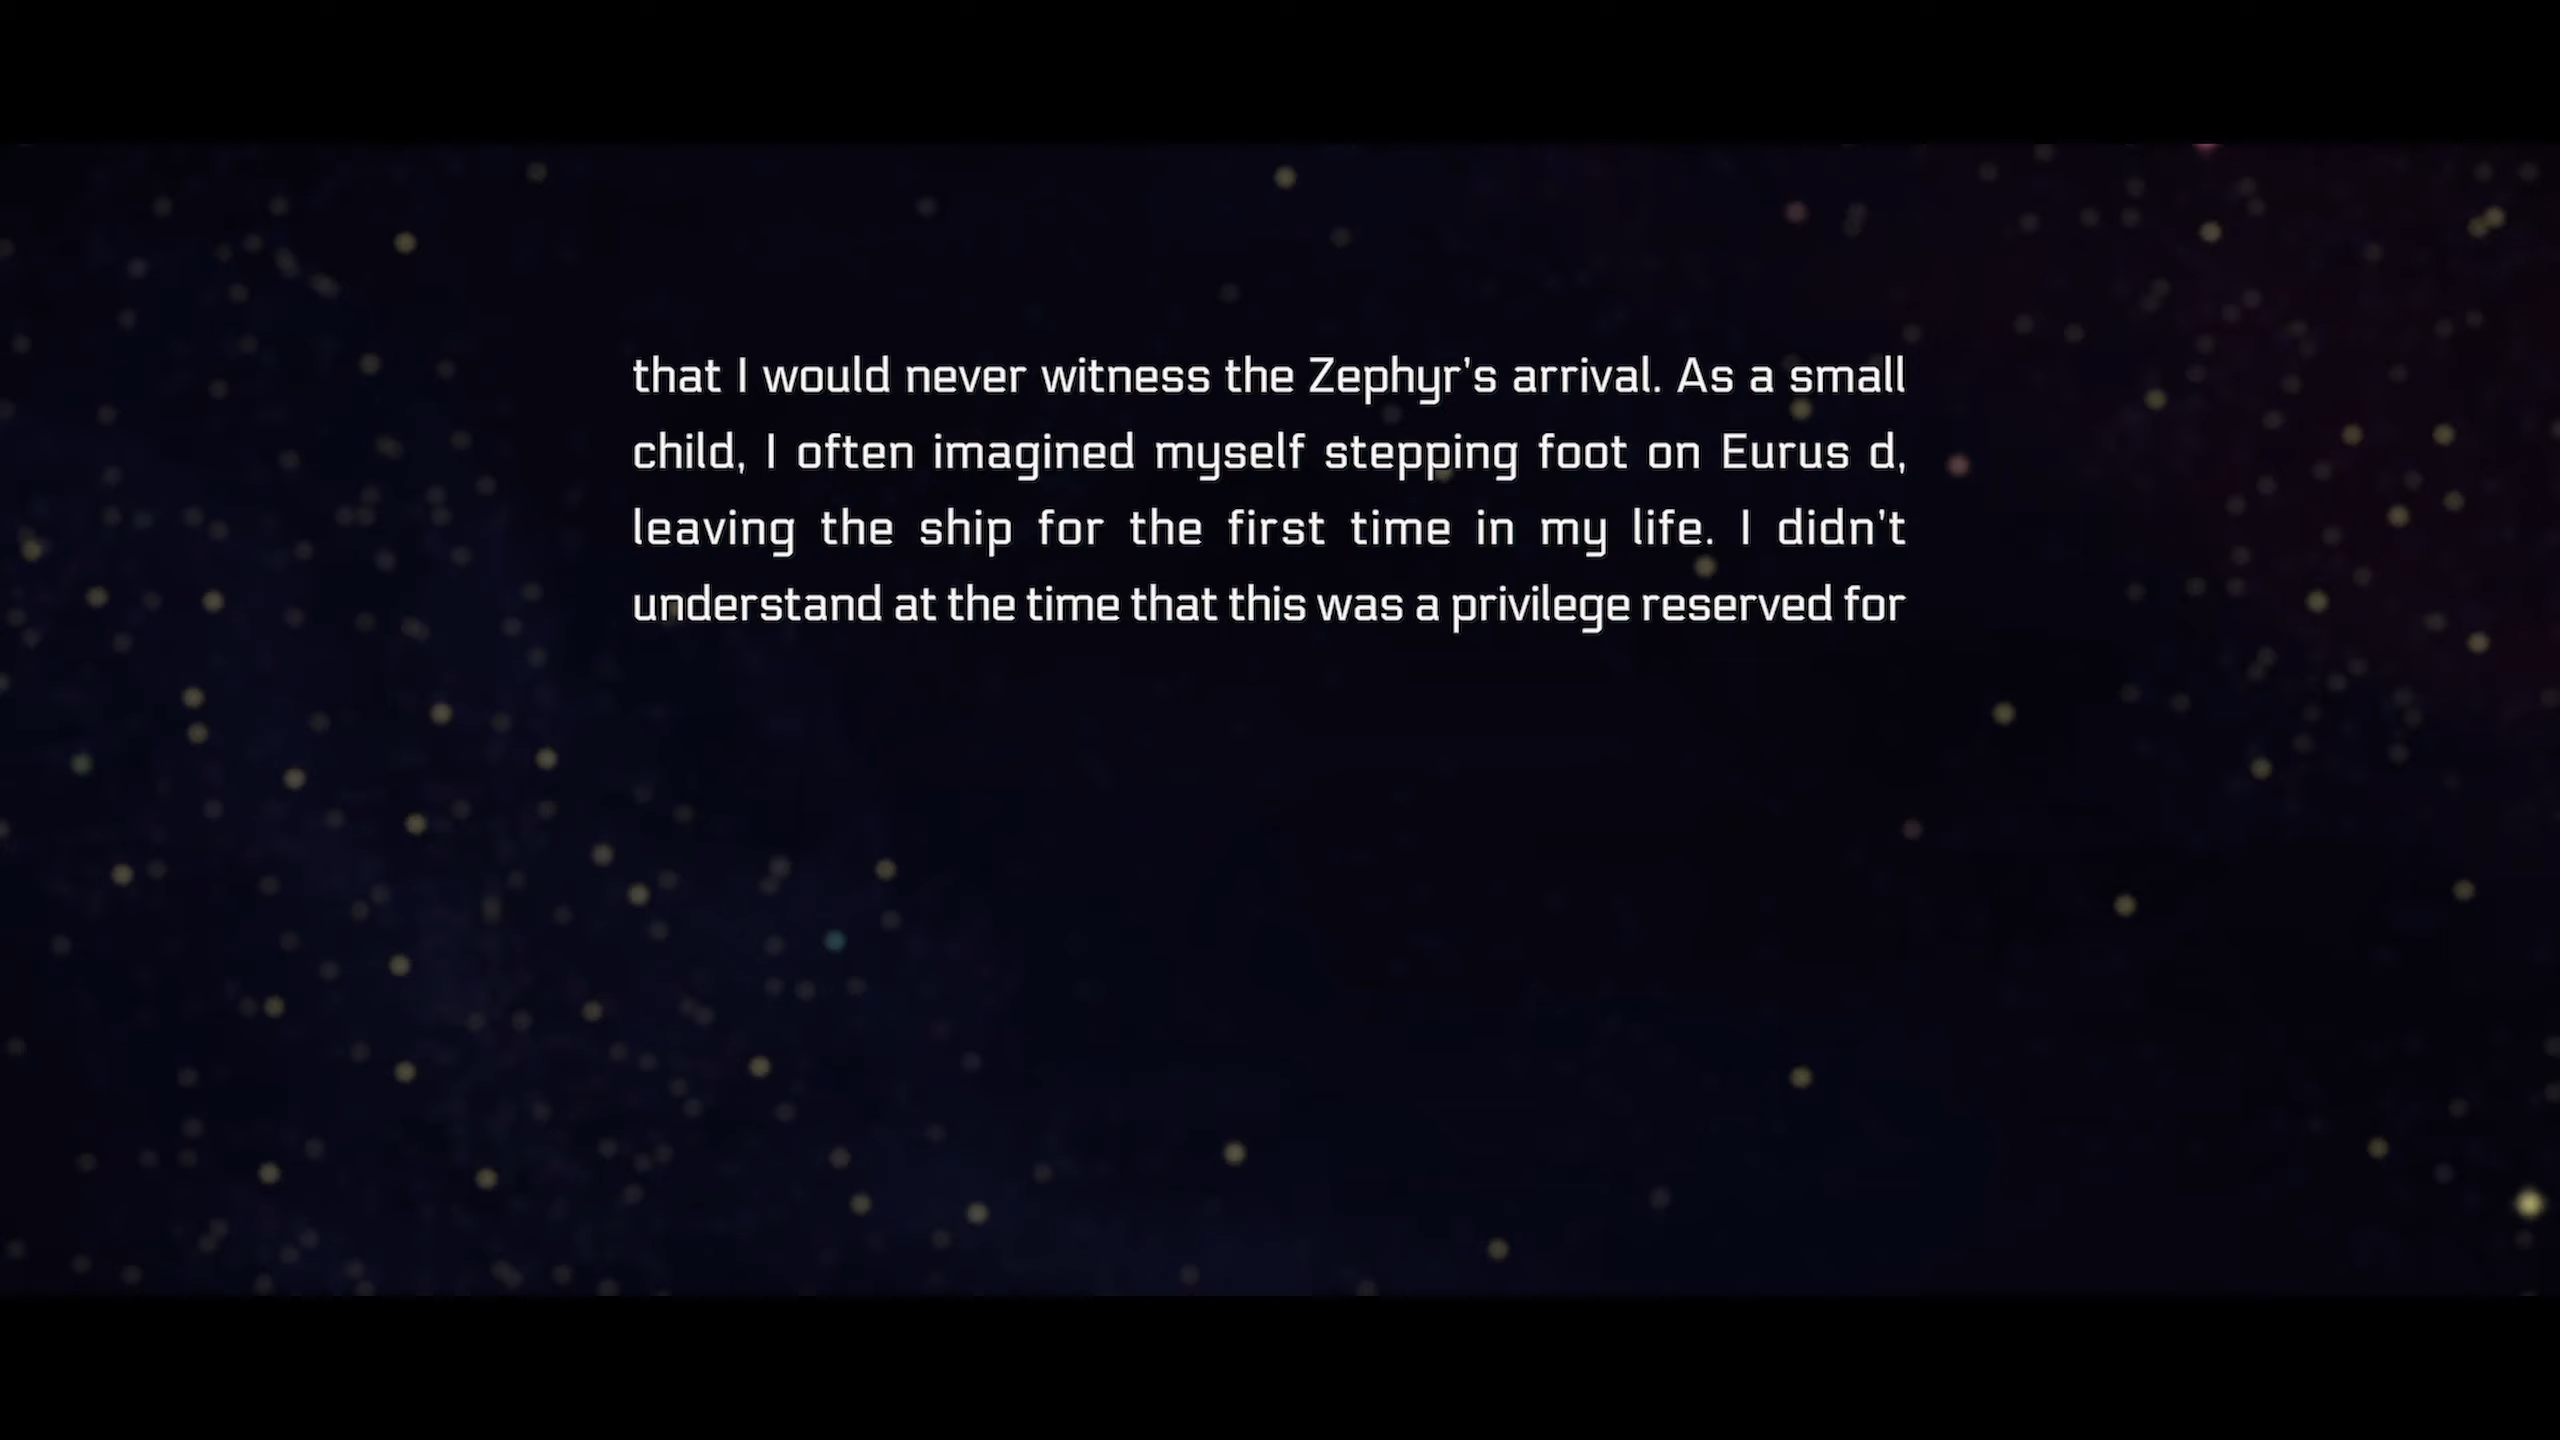 that I would never witness the Zephyr's arrival. As a small
child, I often imagined myself stepping foot on Eurus d,
leaving the ship for the first time in my life. I didn't
understand at the time that this was a privilege reserved for